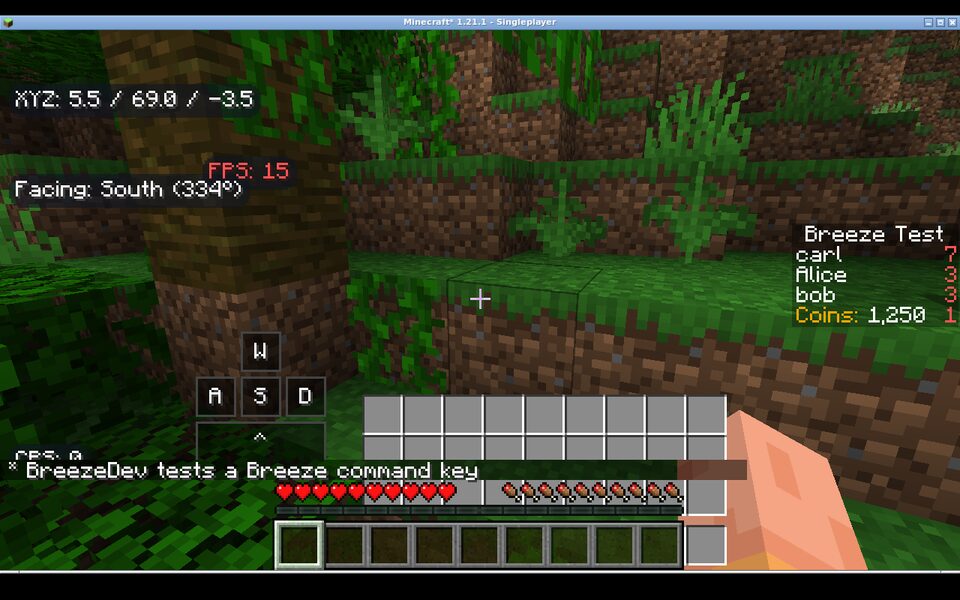 Minecraft* 1.21.1 - Singleplayer
XYZ: 5.5 / 69.0 / -3.5
FPS: 15
Facing: South (334º)
Breeze Test
carl 7
Alice 3
bob 3
Coins: 1,250 1
W
A S D
^
CPS: 0
* BreezeDev tests a Breeze command key